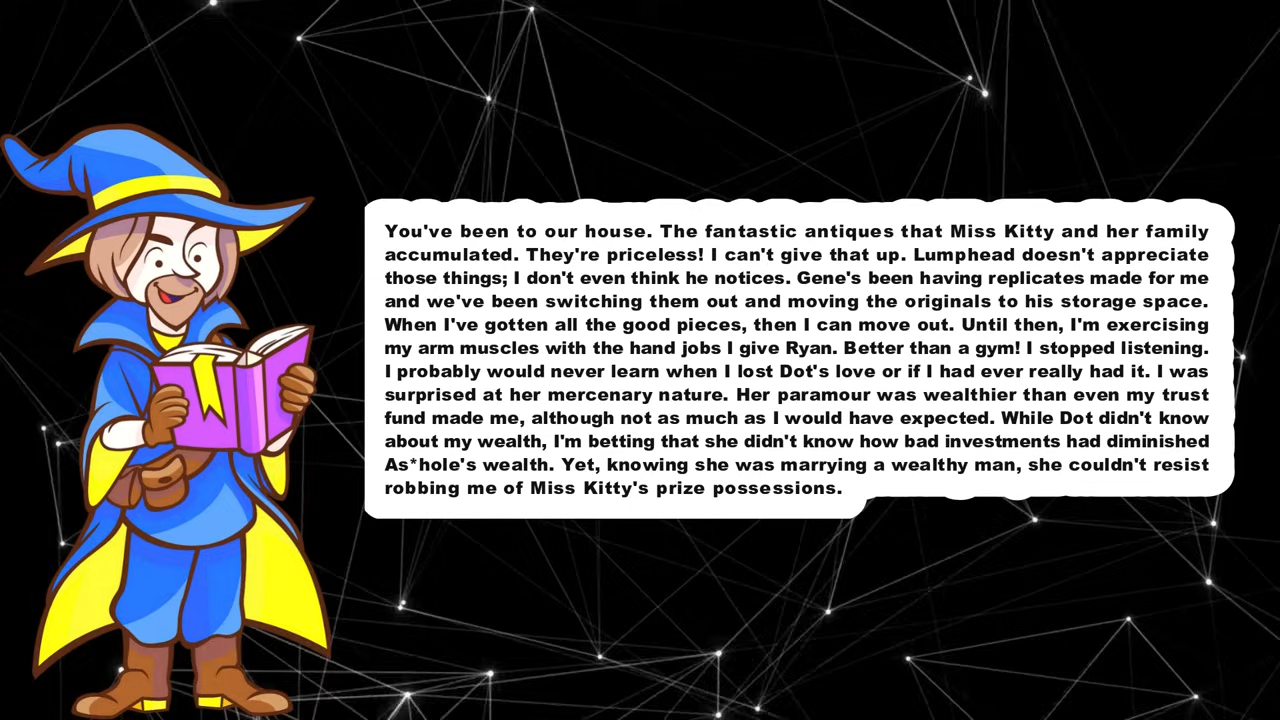 You've been to our house. The fantastic antiques that Miss Kitty and her family
accumulated. They're priceless! I can't give that up. Lumphead doesn't appreciate
those things; I don't even think he notices. Gene's been having replicates made for me
and we've been switching them out and moving the originals to his storage space.
When I've gotten all the good pieces, then I can move out. Until then, I'm exercising
my arm muscles with the hand jobs I give Ryan. Better than a gym! I stopped listening.
I probably would never learn when I lost Dot's love or if I had ever really had it. I was
surprised at her mercenary nature. Her paramour was wealthier than even my trust
fund made me, although not as much as I would have expected. While Dot didn't know
about my wealth, I'm betting that she didn't know how bad investments had diminished
As*hole's wealth. Yet, knowing she was marrying a wealthy man, she couldn't resist
robbing me of Miss Kitty's prize possessions.